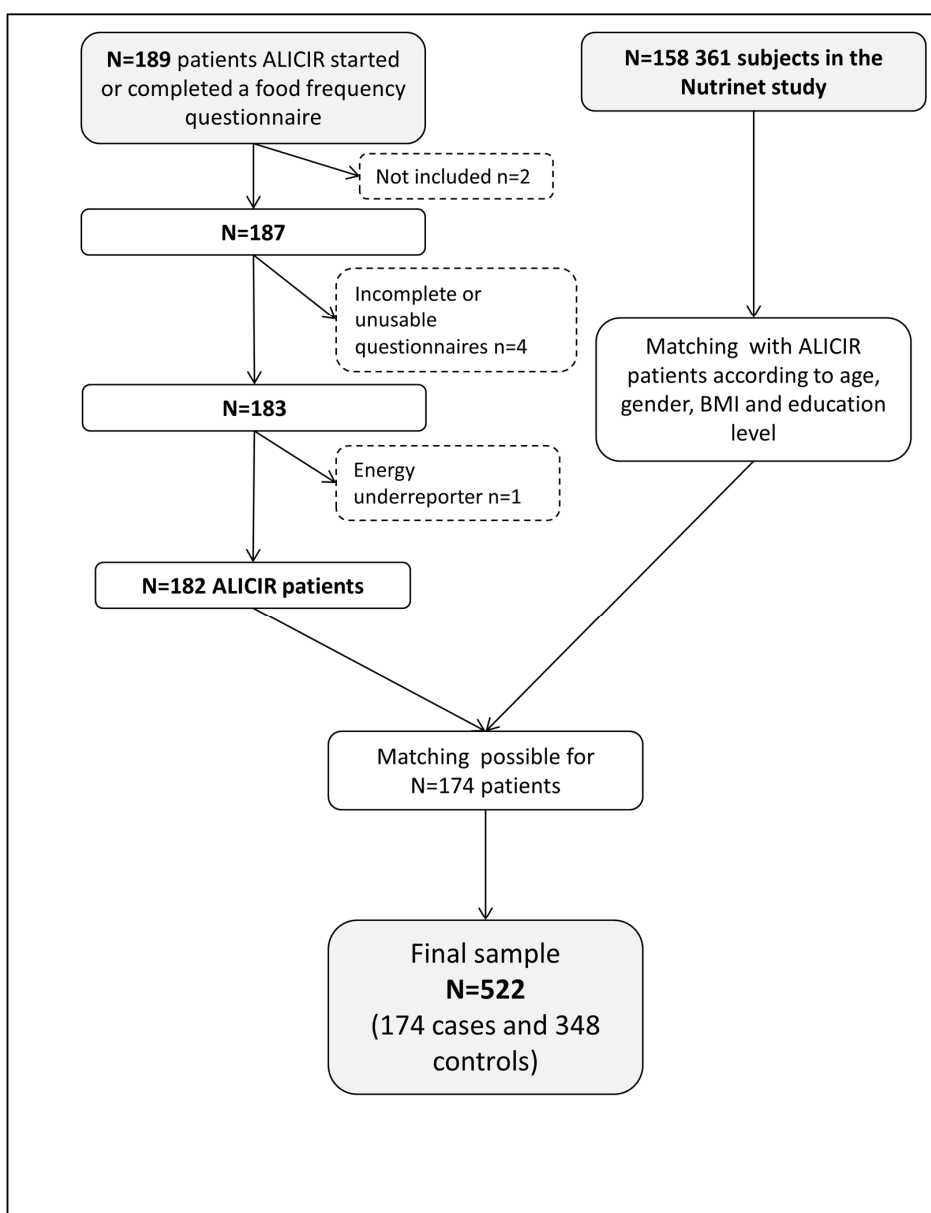 N=189 patients ALICIR started
or completed a food frequency
questionnaire
Not included n=2
N=187
Incomplete or
unusable
questionnaires n=4
N=183
Energy
underreporter n=1
N=182 ALICIR patients
N=158 361 subjects in the
Nutrinet study
Matching with ALICIR
patients according to age,
gender, BMI and education
level
Matching possible for
N=174 patients
Final sample
N=522
(174 cases and 348
controls)